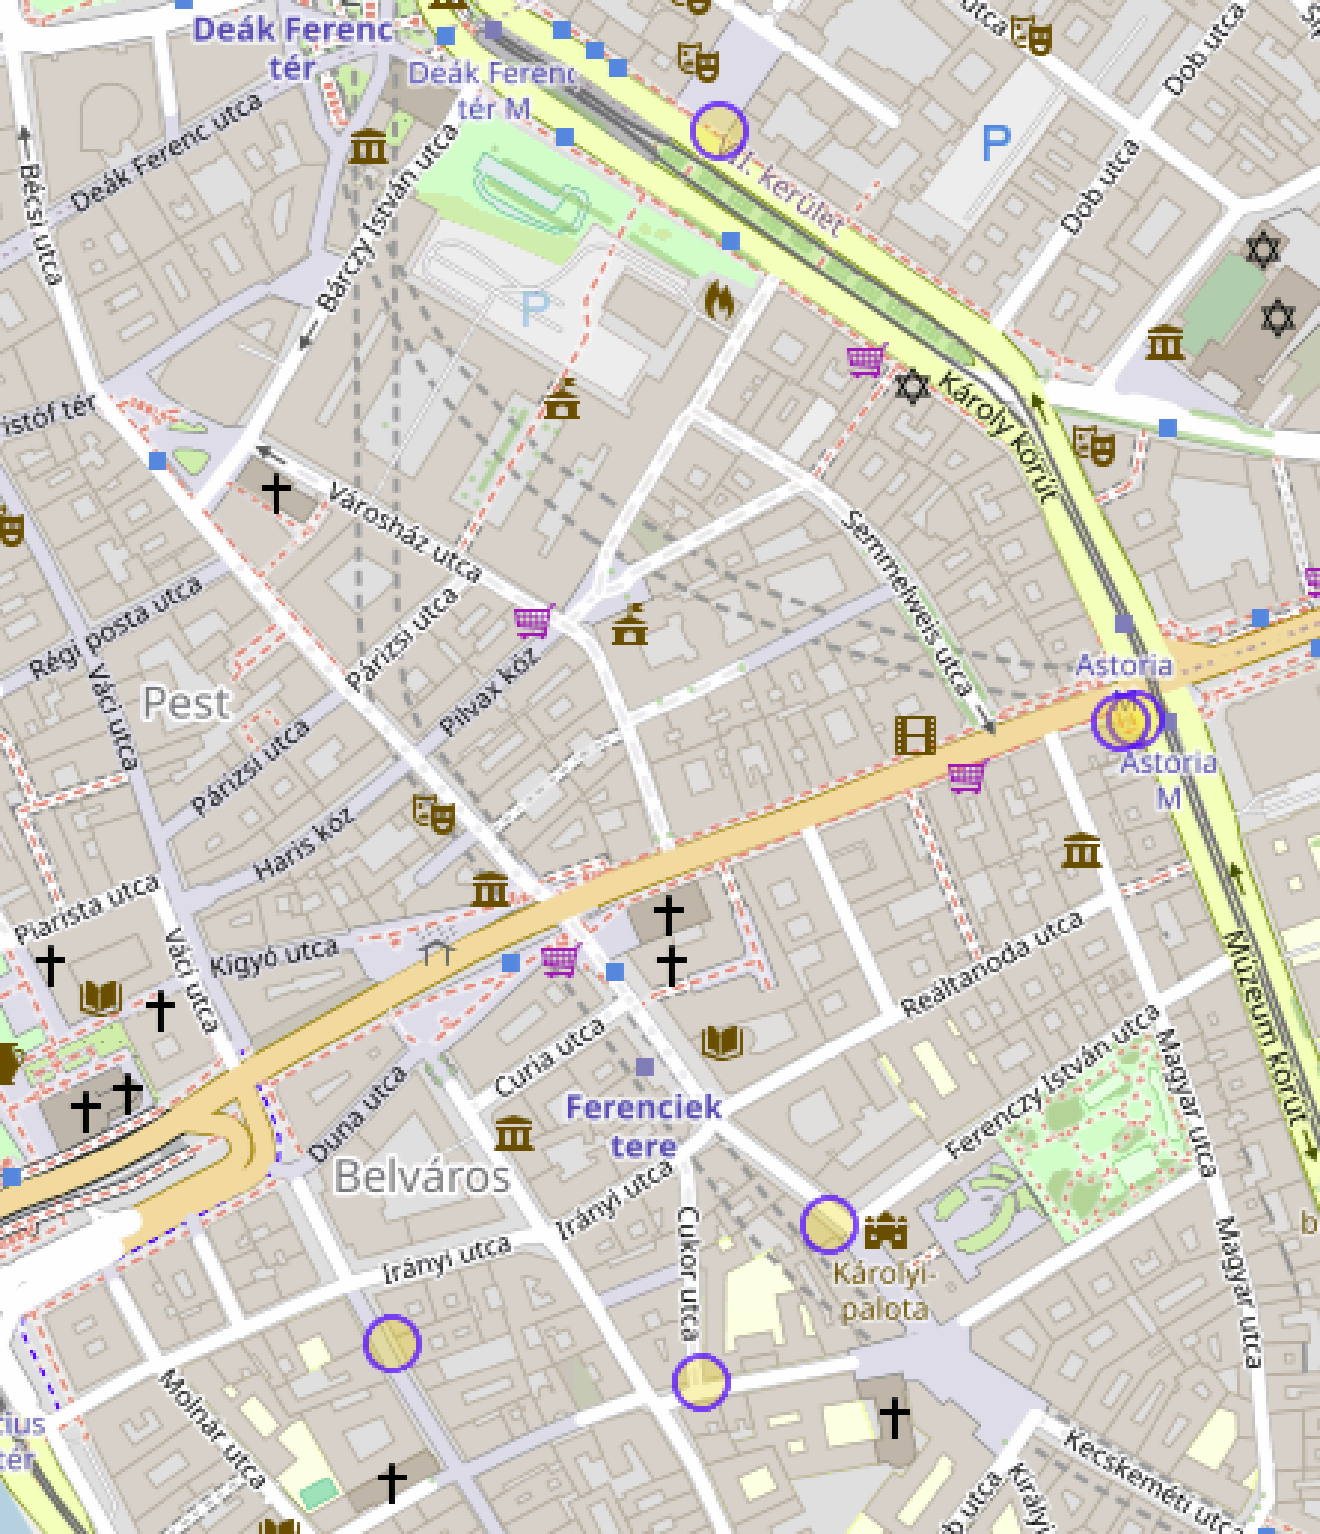 Deák Ferenc
tér
Deák Ferenc
tér M
utca
Dob utca
Dob utca
P
Deák Ferenc utca
Bécsi utca
Bárczy István utca
VII. kerület
P
istóf tér
Károly körút
Városház utca
Semmelweis utca
Régi posta utca
Párizsi utca
Pilvax köz
Pest
Váci utca
Párizsi utca
Haris köz
Astoria
M
Astoria
M
Piarista utca
Kígyó utca
Váci utca
Reáltanoda utca
Múzeum körút
Curia utca
Ferenczy István utca
Magyar utca
Duna utca
Ferenciek
tere
Belváros
Irányi utca
Irányi utca
Cukor utca
Károlyi-
palota
Magyar utca
b
Molnár utca
cius
tér
Kecskeméti utca
b utca
Királyi